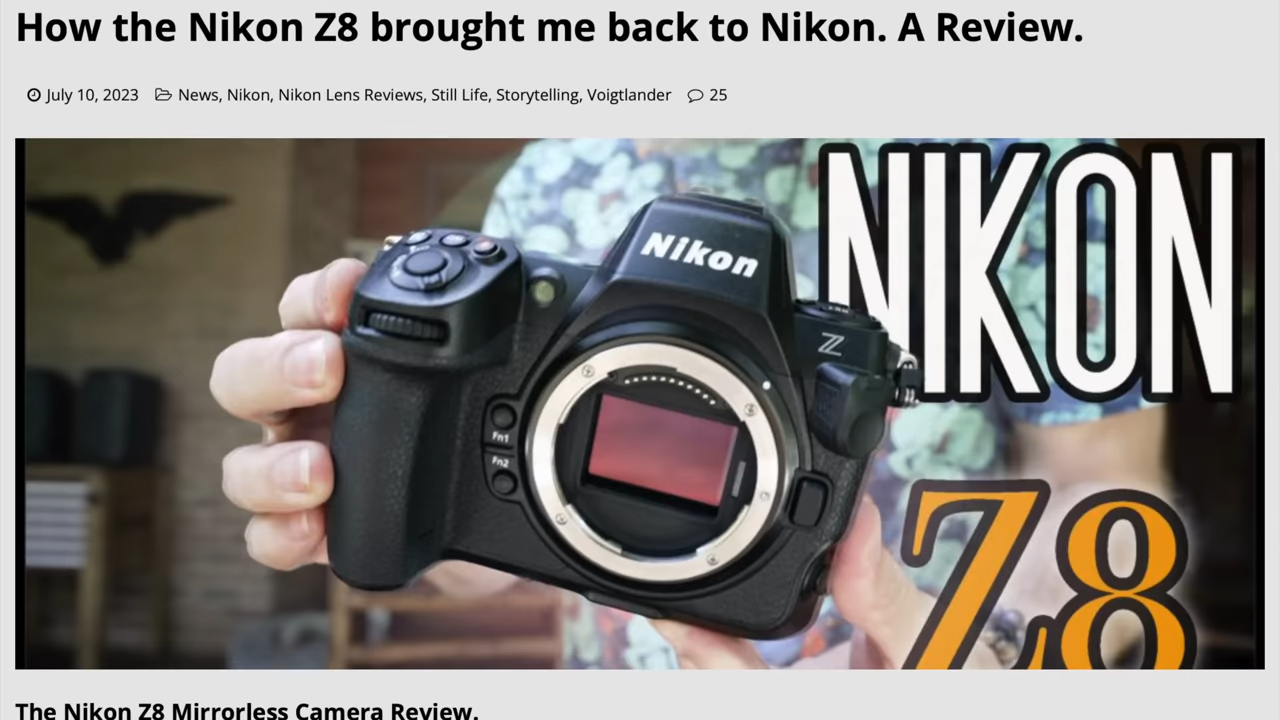 How the Nikon Z8 brought me back to Nikon. A Review.
July 10, 2023 News, Nikon, Nikon Lens Reviews, Still Life, Storytelling, Voigtlander 25
NIKON
Nikon
Z
Fn1
Fn2
Z8
The Nikon Z8 Mirrorless Camera Review.